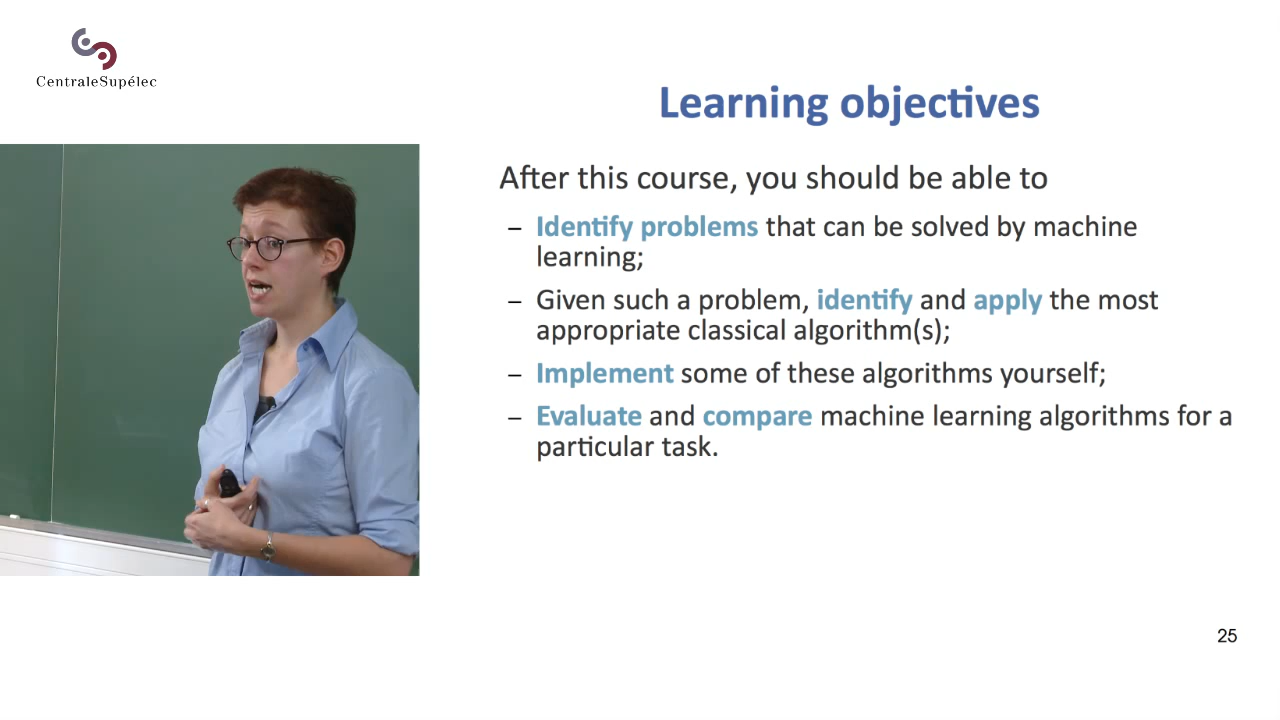 CentraleSupélec
Learning objectives
After this course, you should be able to
– Identify problems that can be solved by machine
learning;
– Given such a problem, identify and apply the most
appropriate classical algorithm(s);
– Implement some of these algorithms yourself;
– Evaluate and compare machine learning algorithms for a
particular task.
25